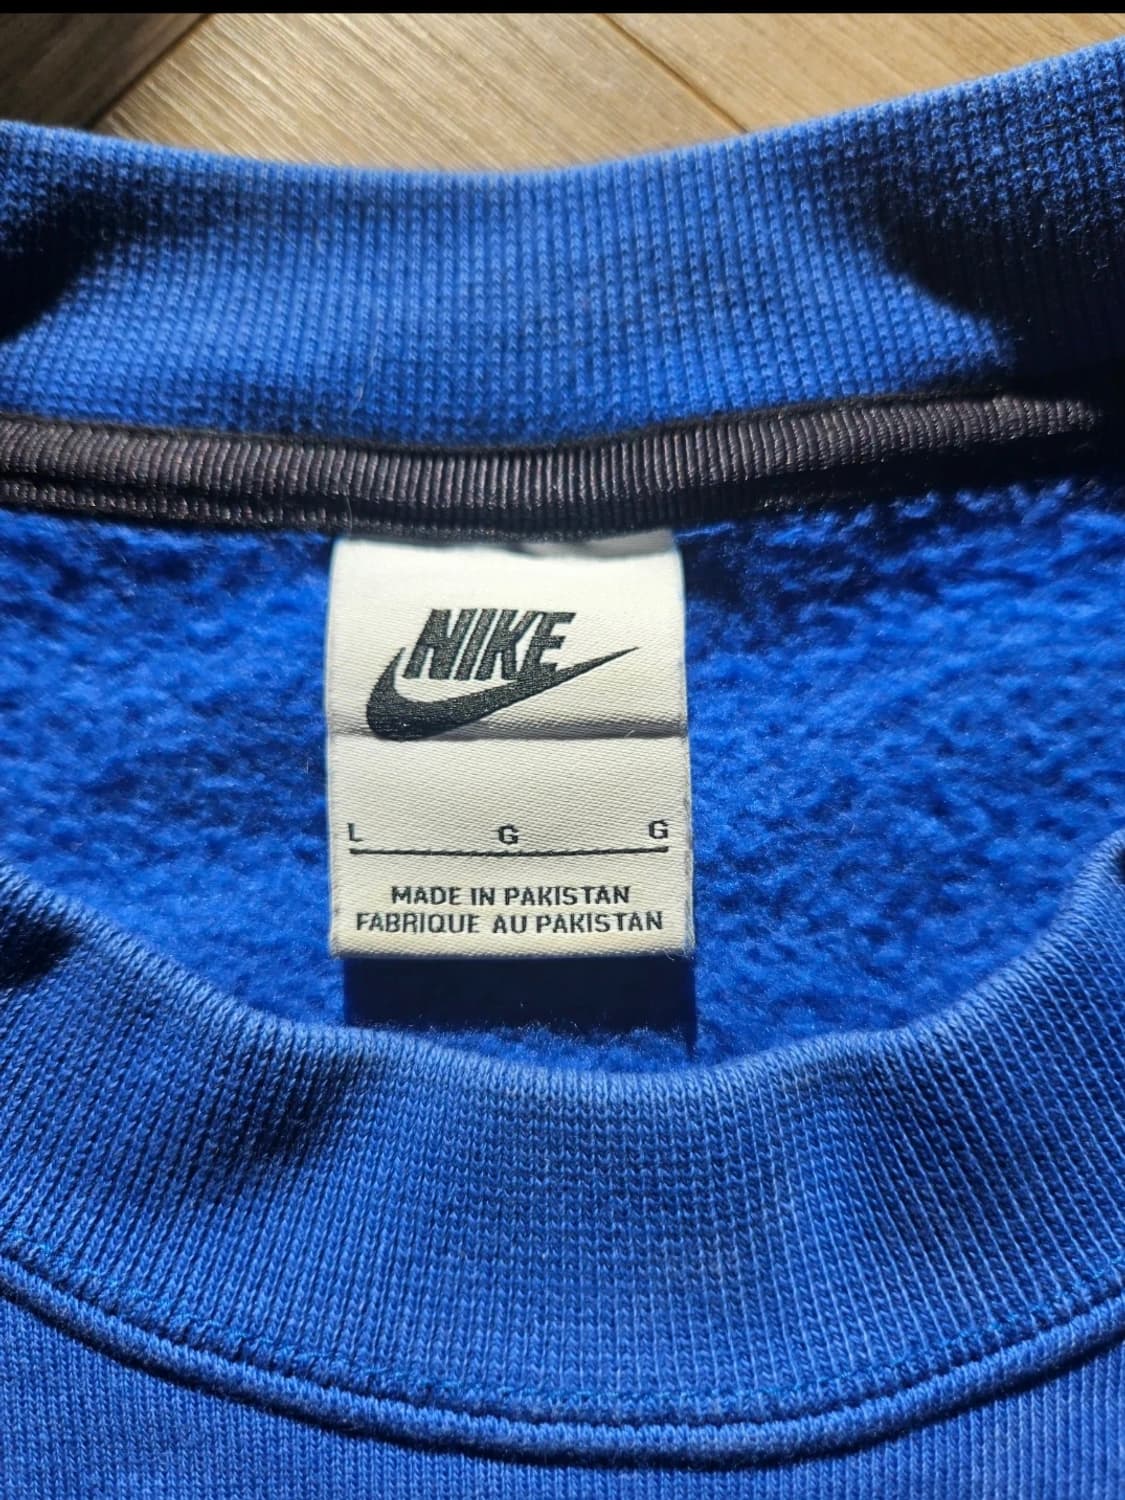 NIKE
L G G
MADE IN PAKISTAN
FABRIQUE AU PAKISTAN